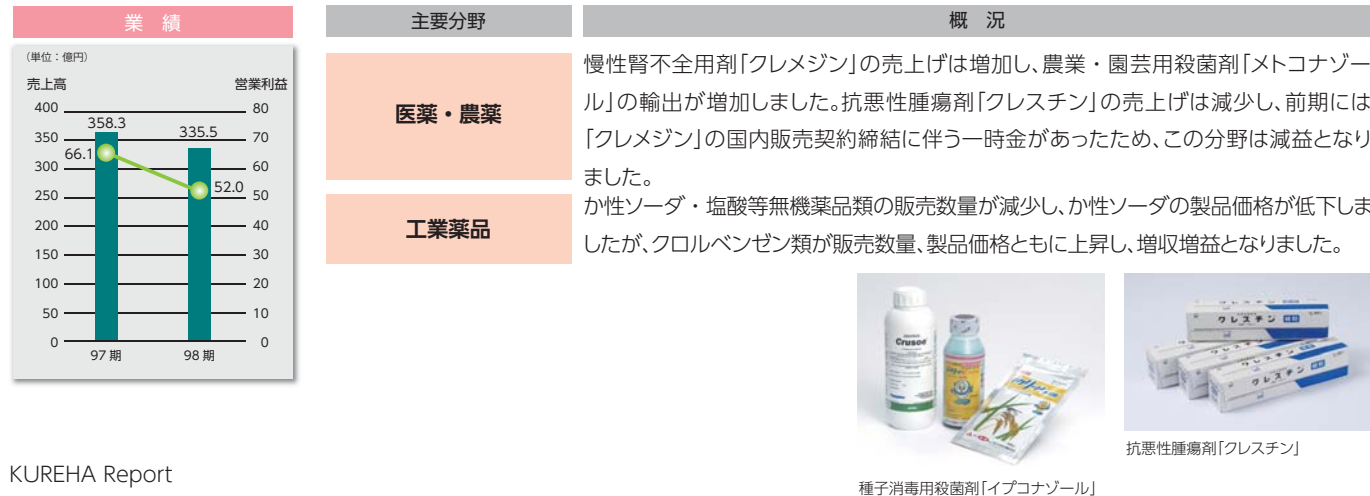 業 績
主要分野
概 況
（単位：億円）
売上高
営業利益
400
350
300
250
200
150
100
50
0
80
70
60
50
40
30
20
10
0
358.3
335.5
66.1
52.0
97 期
98 期
医薬・農薬
慢性腎不全用剤「クレメジン」の売上げは増加し、農業・園芸用殺菌剤「メトコナゾー
ル」の輸出が増加しました。抗悪性腫瘍剤「クレスチン」の売上げは減少し、前期には
「クレメジン」の国内販売契約締結に伴う一時金があったため、この分野は減益となり
ました。
工業薬品
か性ソーダ・塩酸等無機薬品類の販売数量が減少し、か性ソーダの製品価格が低下しま
したが、クロルベンゼン類が販売数量、製品価格ともに上昇し、増収増益となりました。
Crusoe
クレスチン
クレスチン
抗悪性腫瘍剤「クレスチン」
種子消毒用殺菌剤「イプコナゾール」
KUREHA Report